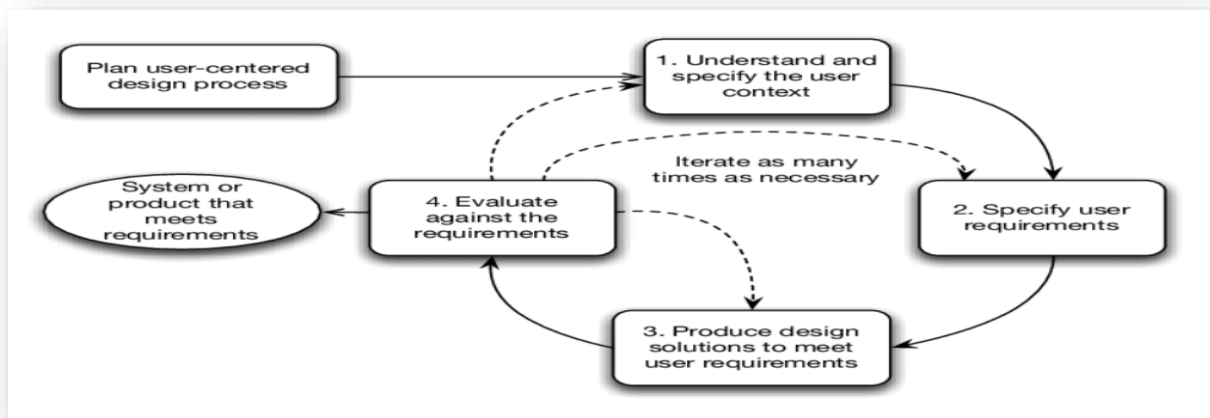 Plan user-centered
design process
1. Understand and
specify the user
context
Iterate as many
times as necessary
System or
product that
meets
requirements
4. Evaluate
against the
requirements
2. Specify user
requirements
3. Produce design
solutions to meet
user requirements